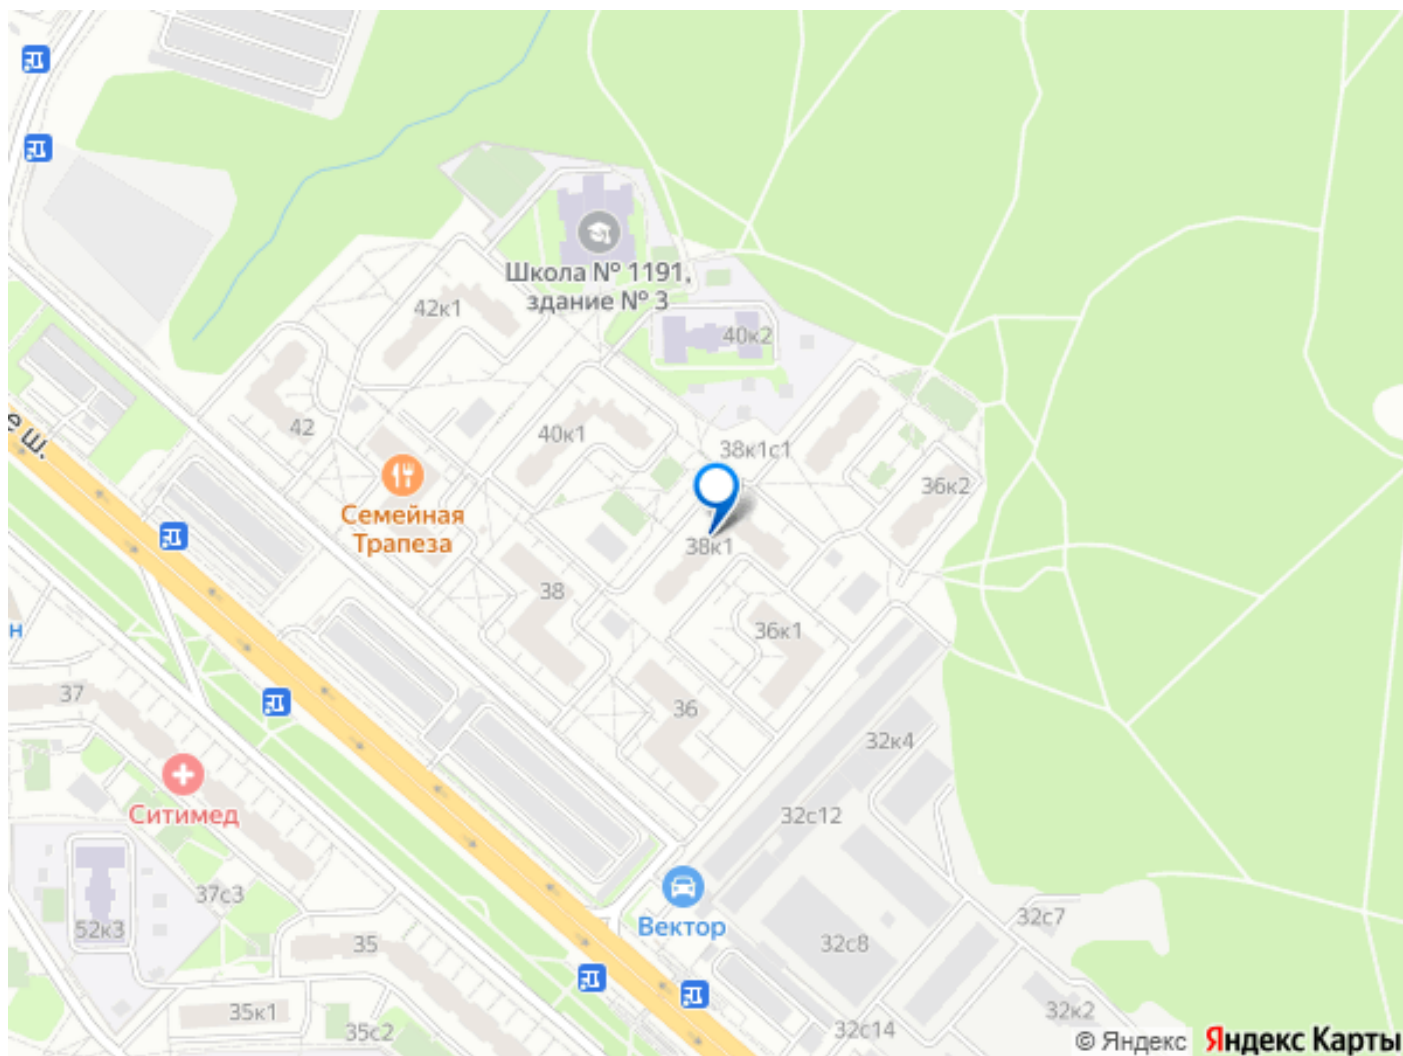 Школа № 1191,
здание № 3
42к1
40к2
е ш.
42
40к1
38к1с1
36к2
Семейная
Трапеза
38к1
38
36к1
н
37
36
32к4
Ситимед
32с12
37с3
Вектор
32с7
52к3
35
32с8
35к1
35с2
32с14
32к2
© Яндекс
Яндекс Карты